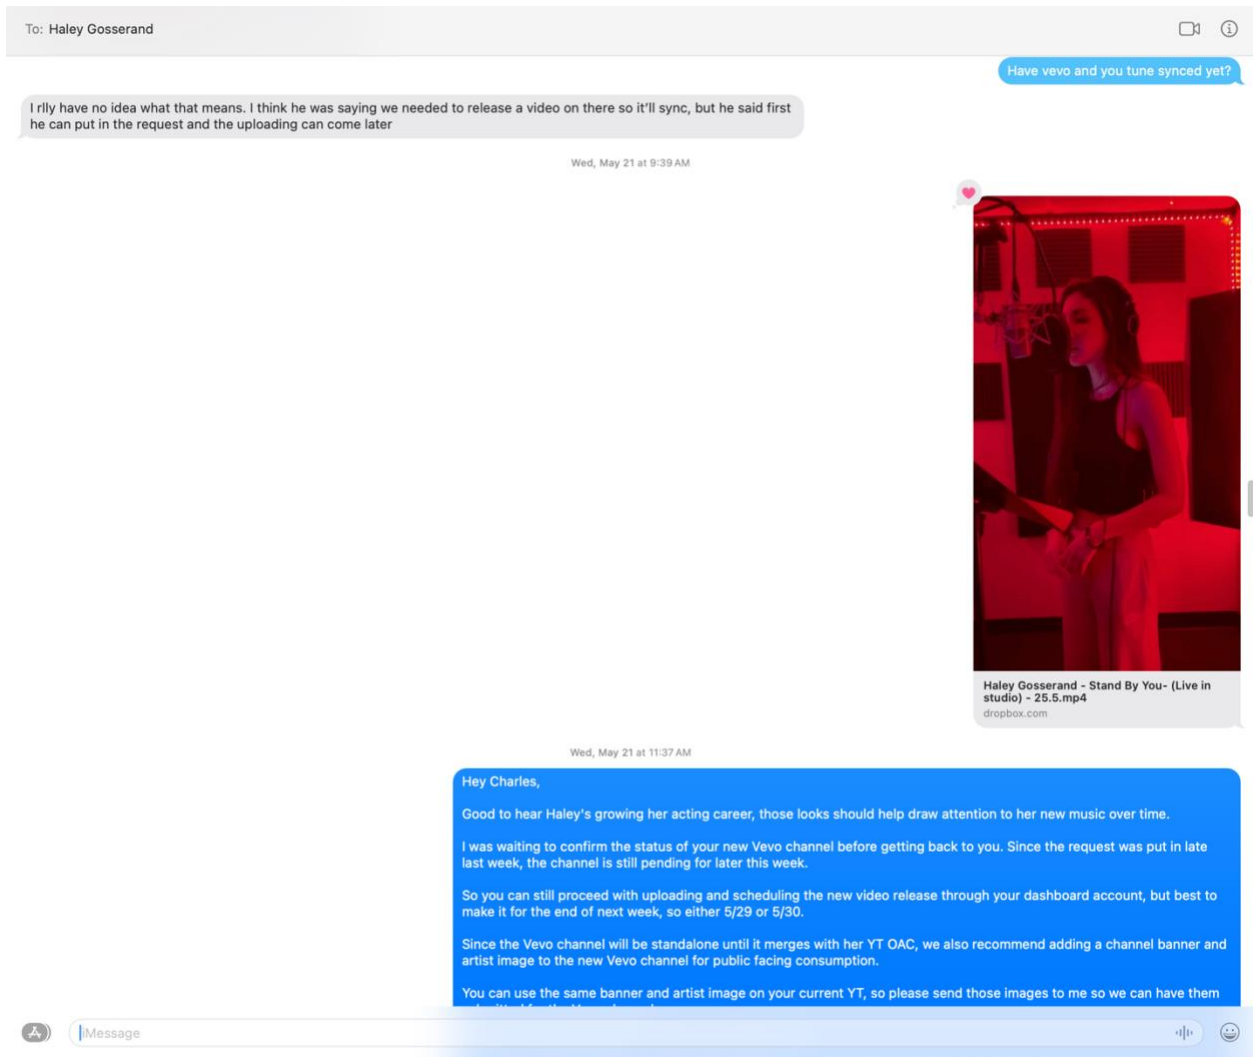 To: Haley Gosserand
Have vevo and you tune synced yet?
I rlly have no idea what that means. I think he was saying we needed to release a video on there so it'll sync, but he said first
he can put in the request and the uploading can come later
Wed, May 21 at 9:39 AM
Haley Gosserand - Stand By You- (Live in
studio) - 25.5.mp4
dropbox.com
Wed, May 21 at 11:37 AM
Hey Charles,
Good to hear Haley's growing her acting career, those looks should help draw attention to her new music over time.
I was waiting to confirm the status of your new Vevo channel before getting back to you. Since the request was put in late
last week, the channel is still pending for later this week.
So you can still proceed with uploading and scheduling the new video release through your dashboard account, but best to
make it for the end of next week, so either 5/29 or 5/30.
Since the Vevo channel will be standalone until it merges with her YT OAC, we also recommend adding a channel banner and
artist image to the new Vevo channel for public facing consumption.
You can use the same banner and artist image on your current YT, so please send those images to me so we can have them
iMessage